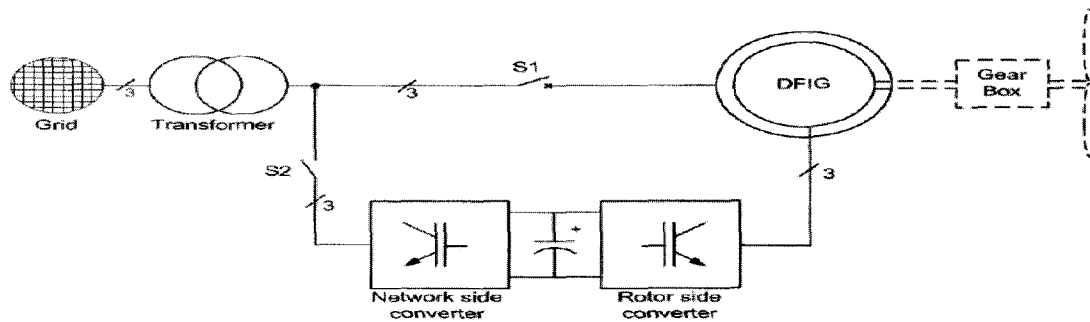 S1
DFIG
Gear
Box
3
3
Grid
Transformer
3
S2
3
+
Network side
converter
Rotor side
converter